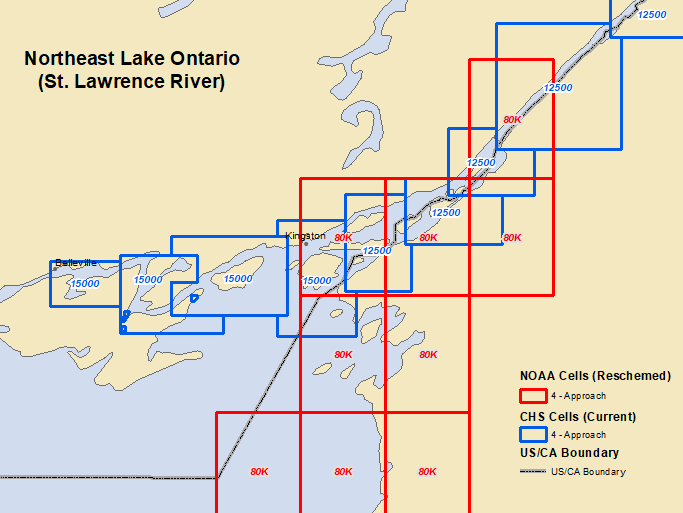 Northeast Lake Ontario
(St. Lawrence River)
12500
12500
80K
12500
12500
Kingston
80K
80K
80K
12500
Belleville
15000
15000
15000
15000
80K
80K
NOAA Cells (Reschemed)
4 - Approach
CHS Cells (Current)
4 - Approach
US/CA Boundary
US/CA Boundary
80K
80K
80K